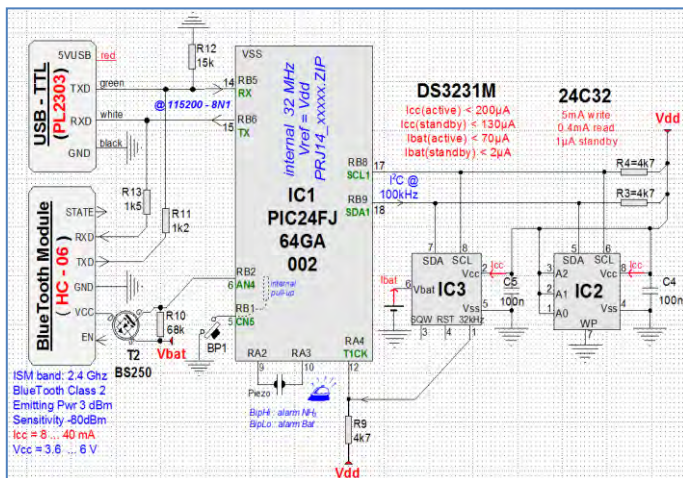 USB - TTL
(PL2303)
5VUSB
red
TXD
green
RXD
white
GND
black
R12
15k
@ 115200 - 8N1
VSS
14
RB5
RX
15
RB6
TX
internal 32 MHz
Vref = Vdd
PRJ14_xxxxx.ZIP
IC1
PIC24FJ
64GA
002
RB8
SCL1
17
RB9
SDA1
18
RB2
6
AN4
RB1
5
CN5
internal
pull-up
RA2
9
RA3
10
RA4
T1CK
12
I²C @
100kHz
DS3231M
Icc(active) < 200µA
Icc(standby) < 130µA
Ibat(active) < 70µA
Ibat(standby) < 2µA
24C32
5mA write
0.4mA read
1µA standby
Vdd
R4=4k7
R3=4k7
R13
1k5
R11
1k2
BlueTooth Module
( HC - 06 )
STATE
RXD
TXD
GND
VCC
EN
T2
BS250
R10
68k
Vbat
BP1
ISM band: 2.4 Ghz
BlueTooth Class 2
Emitting Pwr 3 dBm
Sensitivity -80dBm
Icc = 8 ... 40 mA
Vcc = 3.6 ... 6 V
Piezo
BipHi : alarm NH₃
BipLo : alarm Bat
R9
4k7
Vdd
7
8
SDA
SCL
Vcc
2
Icc
Ibat
6
Vbat
IC3
Vss
5
SQW
RST
32kHz
3
4
1
C5
100n
5
6
SDA
SCL
3
A2
2
A1
1
A0
Vcc
8
Icc
IC2
Vss
4
WP
7
C4
100n